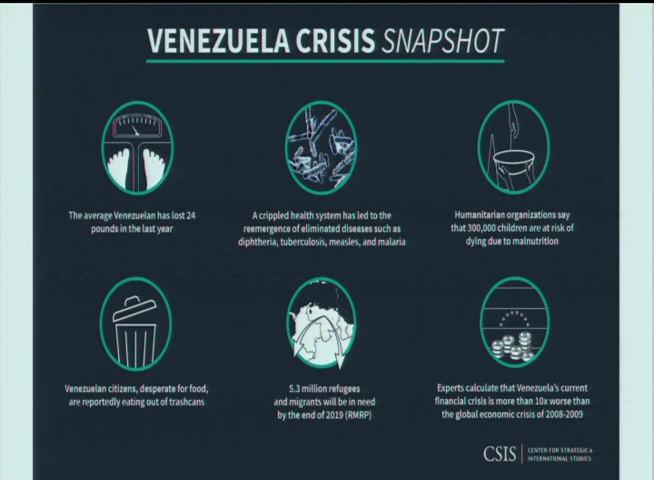 VENEZUELA CRISIS SNAPSHOT
The average Venezuelan has lost 24
pounds in the last year
A crippled health system has led to the
reemergence of eliminated diseases such as
diphtheria, tuberculosis, measles, and malaria
Humanitarian organizations say
that 300,000 children are at risk of
dying due to malnutrition
Venezuelan citizens, desperate for food,
are reportedly eating out of trashcans
5.3 million refugees
and migrants will be in need
by the end of 2019 (RMRP)
Experts calculate that Venezuela's current
financial crisis is more than 10x worse than
the global economic crisis of 2008-2009
CSIS
CENTER FOR STRATEGIC &
INTERNATIONAL STUDIES